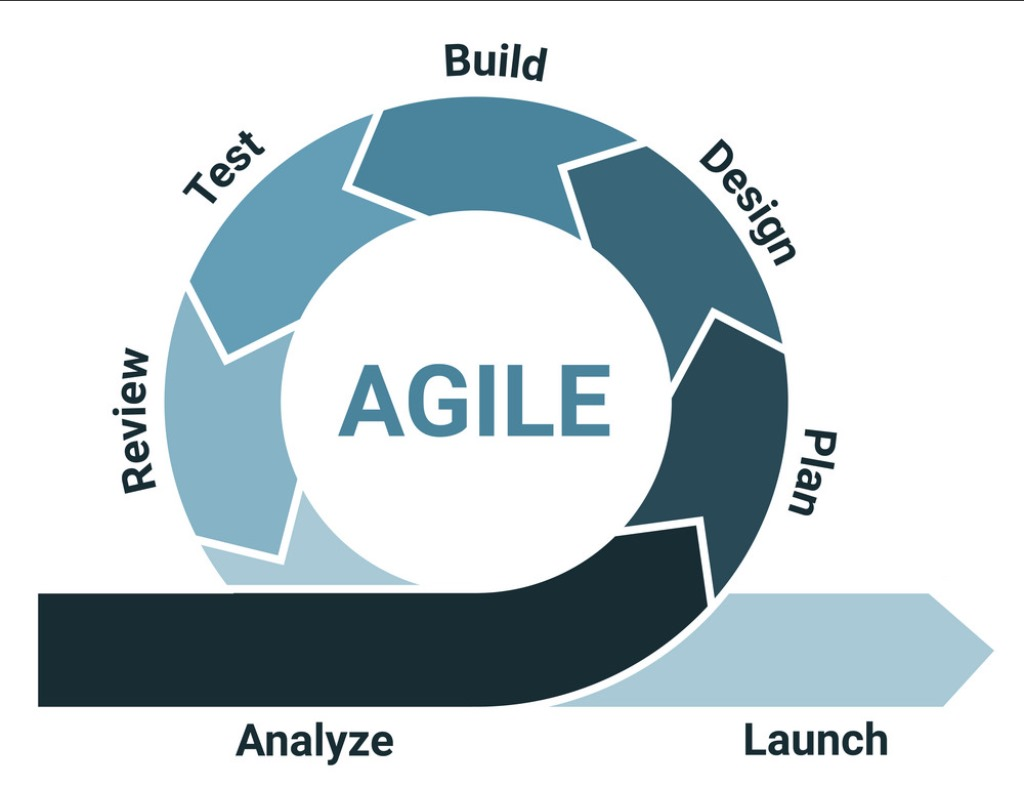 Build
Test
Design
Review
AGILE
Plan
Analyze
Launch